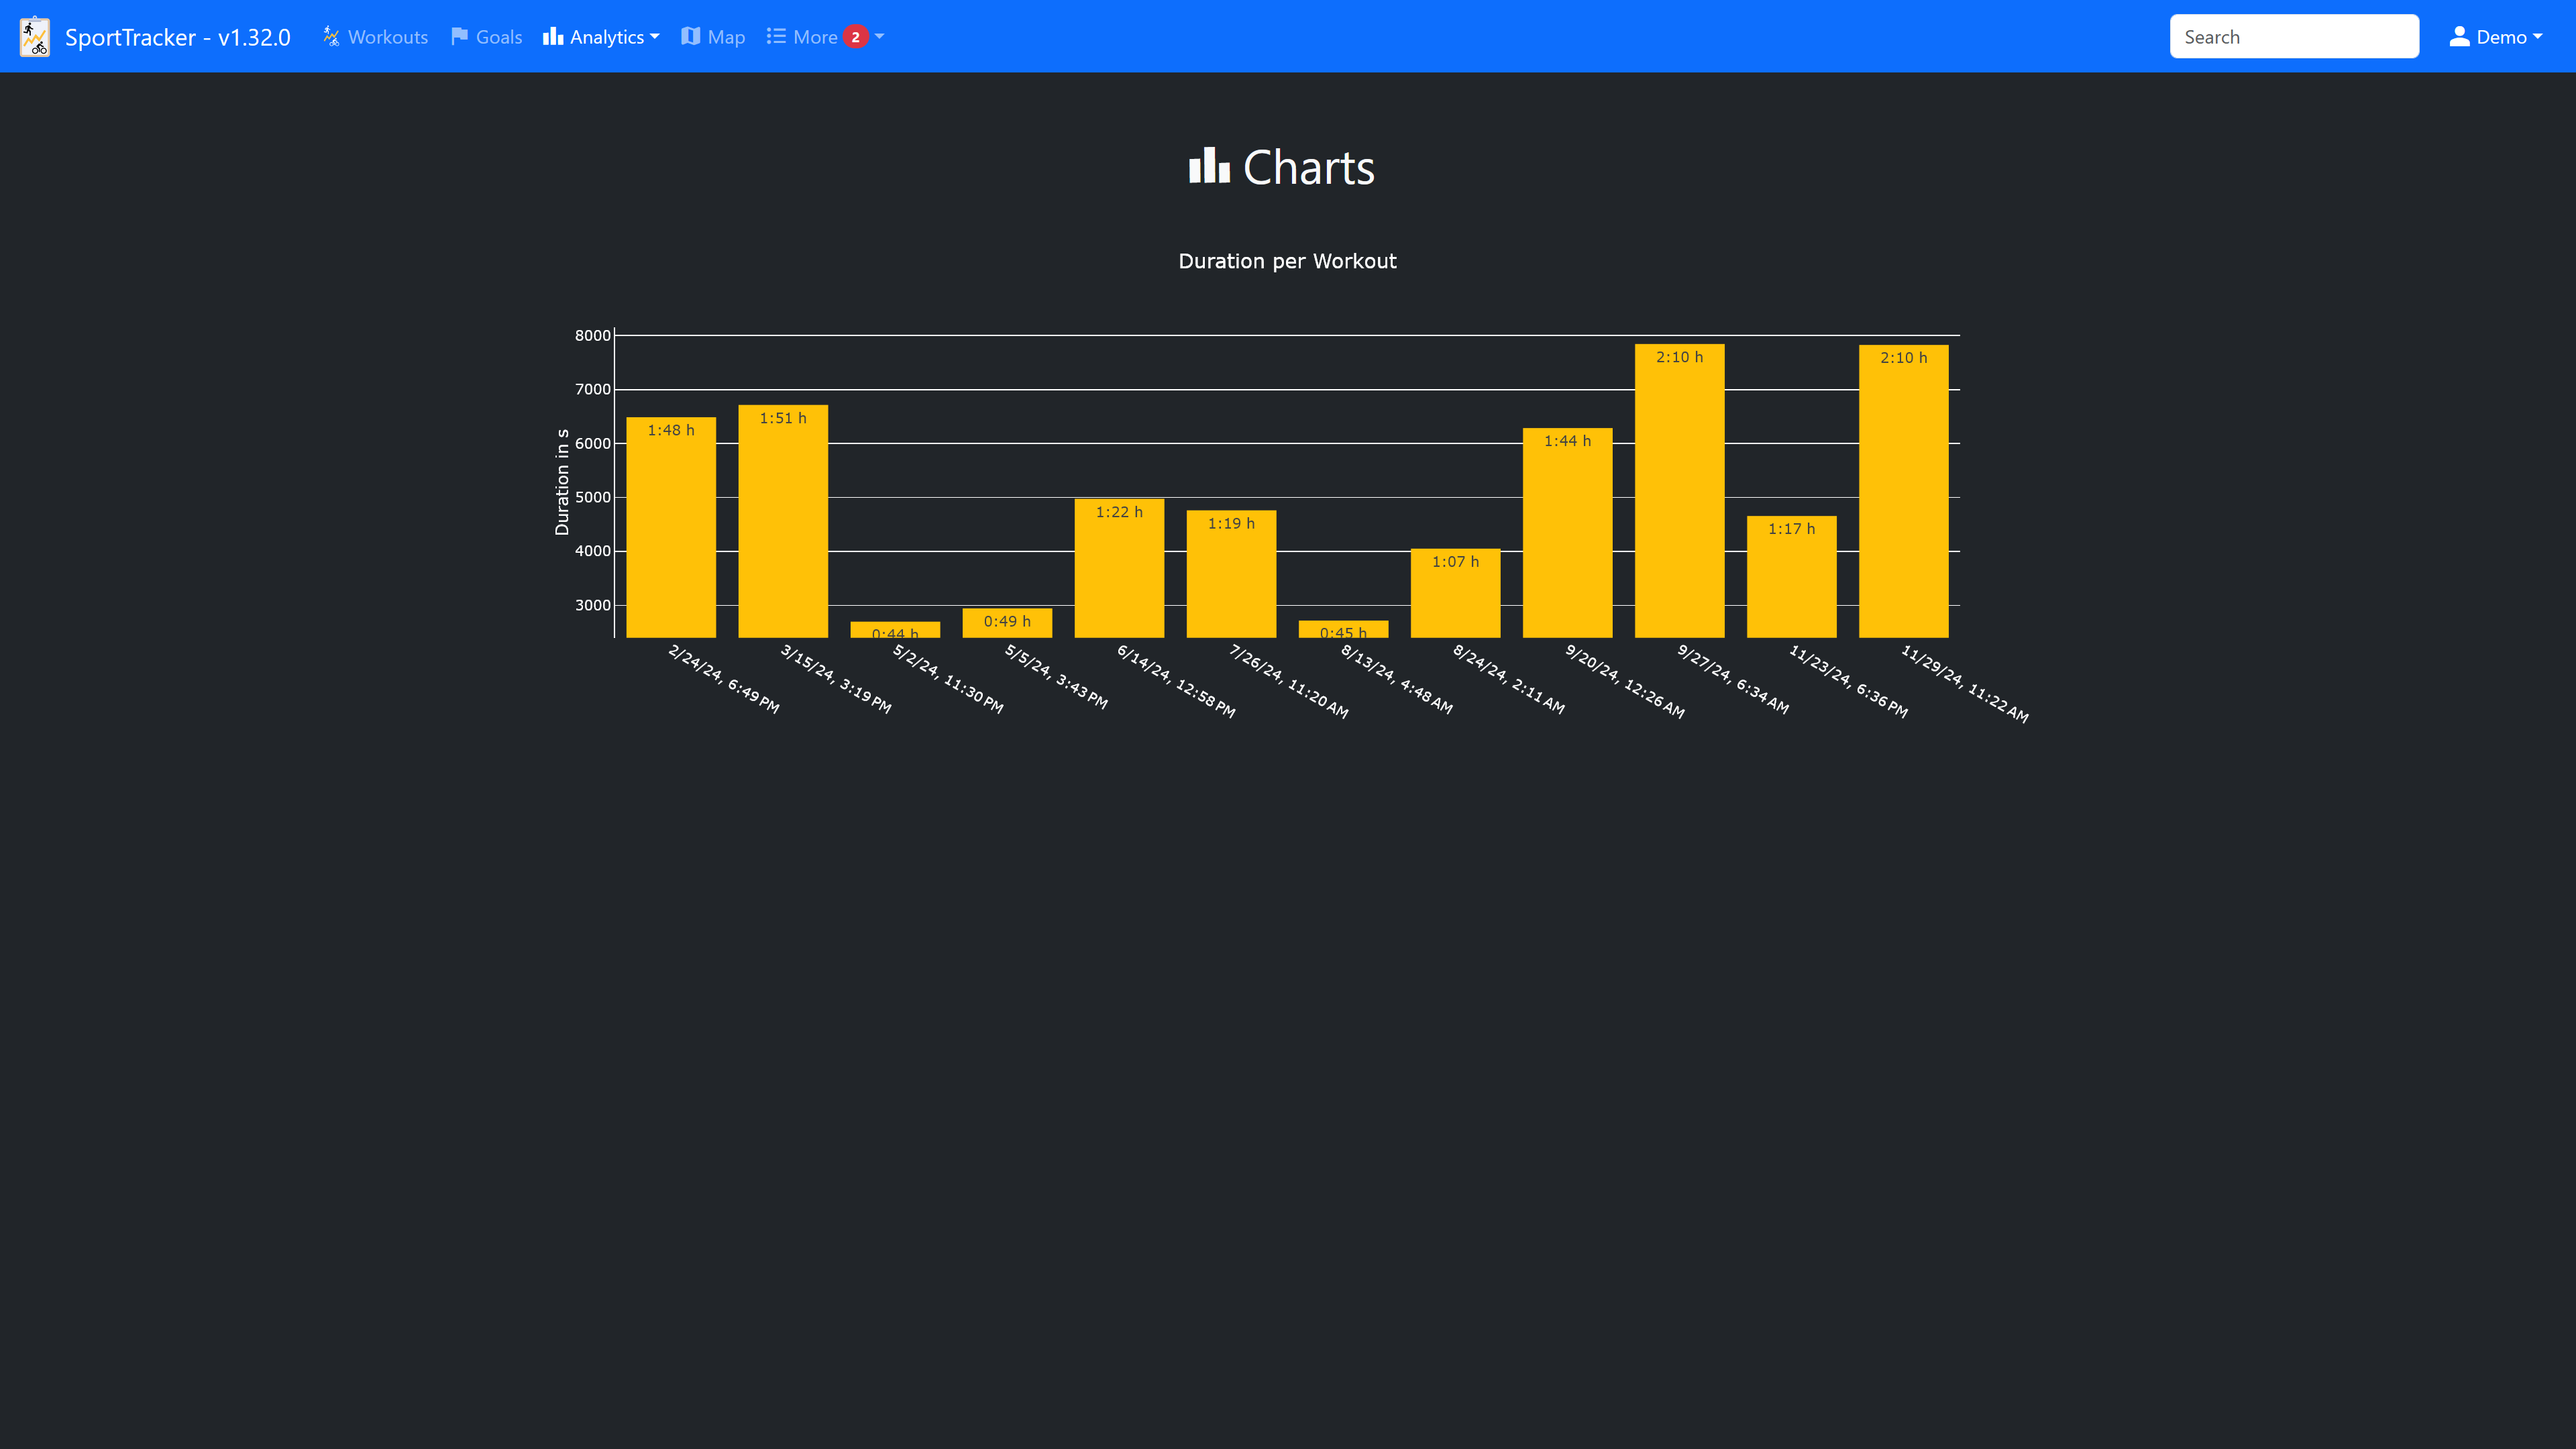 SportTracker - v1.32.0 Workouts Goals Analytics Map More 2 Search Demo
Charts
Duration per Workout
8000
7000
6000
5000
4000
3000
Duration in s
1:48 h
1:51 h
0:44 h
0:49 h
1:22 h
1:19 h
0:45 h
1:07 h
1:44 h
2:10 h
1:17 h
2:10 h
2/24/24, 6:49 PM
3/15/24, 3:19 PM
5/2/24, 11:30 PM
5/5/24, 3:43 PM
6/14/24, 12:58 PM
7/26/24, 11:20 AM
8/13/24, 4:48 AM
8/24/24, 2:11 AM
9/20/24, 12:26 AM
9/27/24, 6:34 AM
11/23/24, 6:36 PM
11/29/24, 11:22 AM